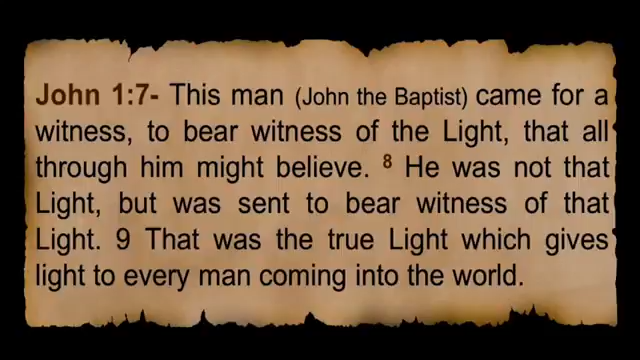 John 1:7- This man (John the Baptist) came for a
witness, to bear witness of the Light, that all
through him might believe. 8 He was not that
Light, but was sent to bear witness of that
Light. 9 That was the true Light which gives
light to every man coming into the world.